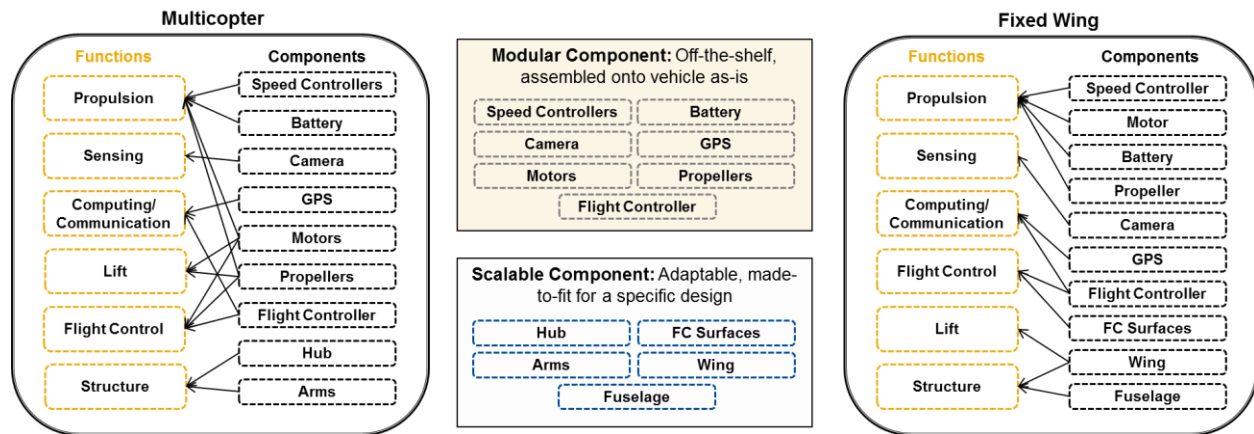 Multicopter
Functions
Components
Propulsion
Sensing
Computing/
Communication
Lift
Flight Control
Structure
Speed Controllers
Battery
Camera
GPS
Motors
Propellers
Flight Controller
Hub
Arms
Modular Component: Off-the-shelf,
assembled onto vehicle as-is
Speed Controllers
Battery
Camera
GPS
Motors
Propellers
Flight Controller
Scalable Component: Adaptable, made-
to-fit for a specific design
Hub
FC Surfaces
Arms
Wing
Fuselage
Fixed Wing
Functions
Components
Propulsion
Sensing
Computing/
Communication
Flight Control
Lift
Structure
Speed Controller
Motor
Battery
Propeller
Camera
GPS
Flight Controller
FC Surfaces
Wing
Fuselage